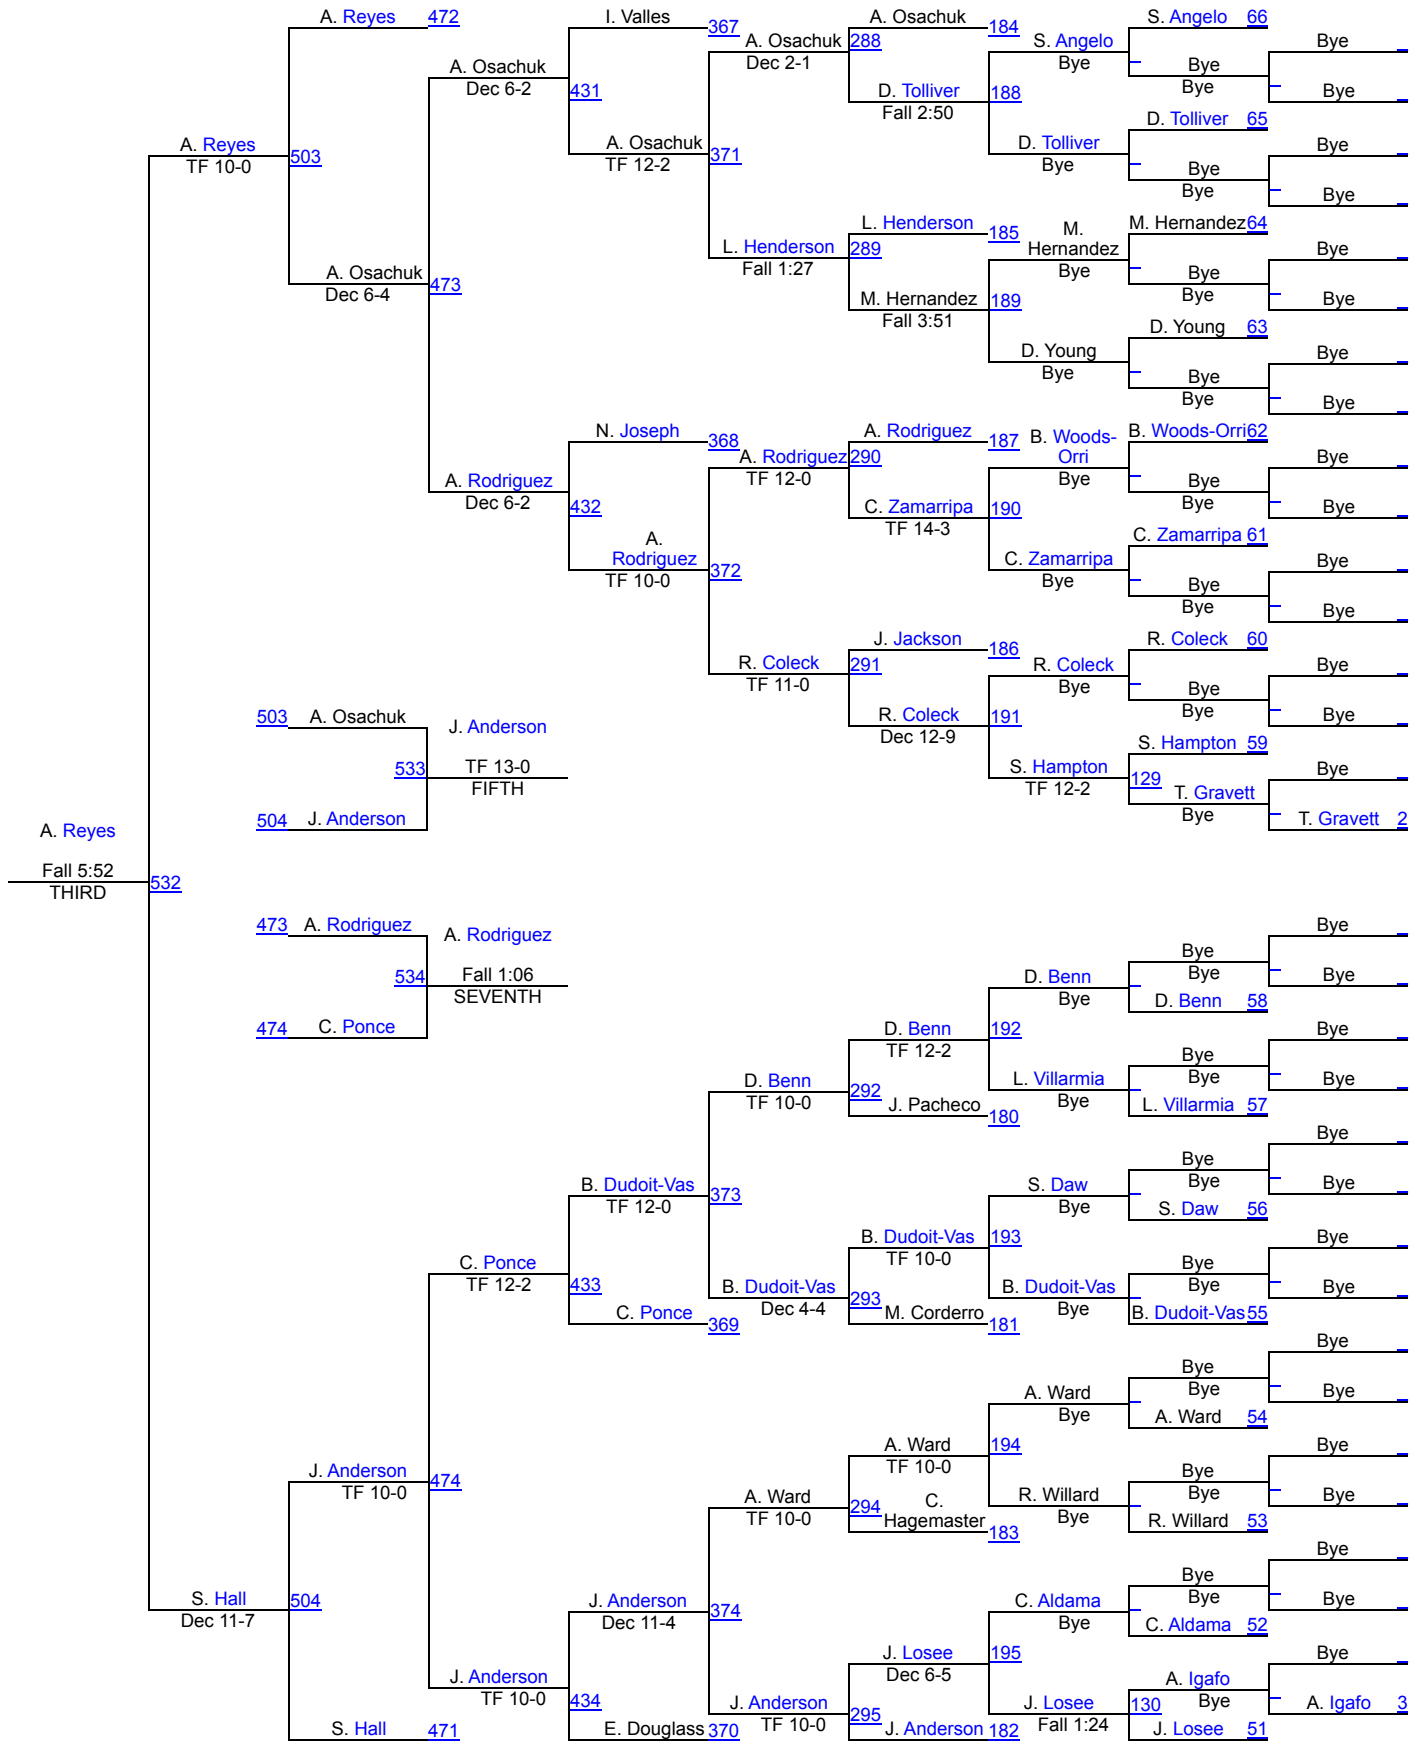 A. Reyes 472
I. Valles 367
A. Osachuk 184
S. Angelo 66
Bye
A. Osachuk 288
Dec 2-1
S. Angelo
Bye
Bye
Bye
Bye
A. Osachuk
Dec 6-2
431
D. Tolliver 188
Fall 2:50
D. Tolliver 65
A. Reyes 503
TF 10-0
A. Osachuk 371
TF 12-2
D. Tolliver
Bye
Bye
Bye
Bye
Bye
L. Henderson 185
M.
Hernandez
Bye
M. Hernandez 64
L. Henderson 289
Fall 1:27
Bye
Bye
Bye
Bye
A. Osachuk 473
Dec 6-4
M. Hernandez 189
Fall 3:51
D. Young 63
D. Young
Bye
Bye
Bye
Bye
Bye
N. Joseph 368
A. Rodriguez 187
B. Woods-
Orri
Bye
B. Woods-Orri 62
A. Rodriguez 290
TF 12-0
Bye
Bye
Bye
Bye
A. Rodriguez
Dec 6-2
432
C. Zamarripa 190
TF 14-3
C. Zamarripa 61
A.
Rodriguez 372
TF 10-0
C. Zamarripa
Bye
Bye
Bye
Bye
Bye
J. Jackson 186
R. Coleck 60
R. Coleck 291
TF 11-0
R. Coleck
Bye
Bye
Bye
Bye
Bye
503 A. Osachuk
J. Anderson
R. Coleck 191
Dec 12-9
S. Hampton 59
533 TF 13-0
FIFTH
S. Hampton 129
TF 12-2
T. Gravett
Bye
Bye
504 J. Anderson
T. Gravett 2
A. Reyes
Fall 5:52
THIRD
532
473 A. Rodriguez
A. Rodriguez
Bye
534 Fall 1:06
SEVENTH
D. Benn
Bye
Bye
Bye
Bye
D. Benn 58
474 C. Ponce
D. Benn 192
TF 12-2
Bye
D. Benn 292
TF 10-0
L. Villarmia
Bye
Bye
Bye
Bye
J. Pacheco 180
L. Villarmia 57
Bye
B. Dudoit-Vas 373
TF 12-0
S. Daw
Bye
Bye
Bye
Bye
S. Daw 56
C. Ponce
TF 12-2
433
B. Dudoit-Vas 193
TF 10-0
Bye
B. Dudoit-Vas 293
Dec 4-4
B. Dudoit-Vas
Bye
Bye
Bye
Bye
C. Ponce 369
M. Corderro 181
B. Dudoit-Vas 55
Bye
A. Ward
Bye
Bye
Bye
Bye
A. Ward 54
J. Anderson 474
TF 10-0
A. Ward 194
TF 10-0
Bye
A. Ward 294
TF 10-0
C.
Hagemaster 183
R. Willard
Bye
Bye
Bye
Bye
R. Willard 53
Bye
S. Hall 504
Dec 11-7
J. Anderson 374
Dec 11-4
C. Aldama
Bye
Bye
Bye
Bye
C. Aldama 52
J. Losee 195
Dec 6-5
Bye
J. Anderson 434
TF 10-0
J. Anderson 295
TF 10-0
J. Losee 130
Fall 1:24
A. Igafo
Bye
A. Igafo 3
S. Hall 471
E. Douglass 370
J. Anderson 182
J. Losee 51